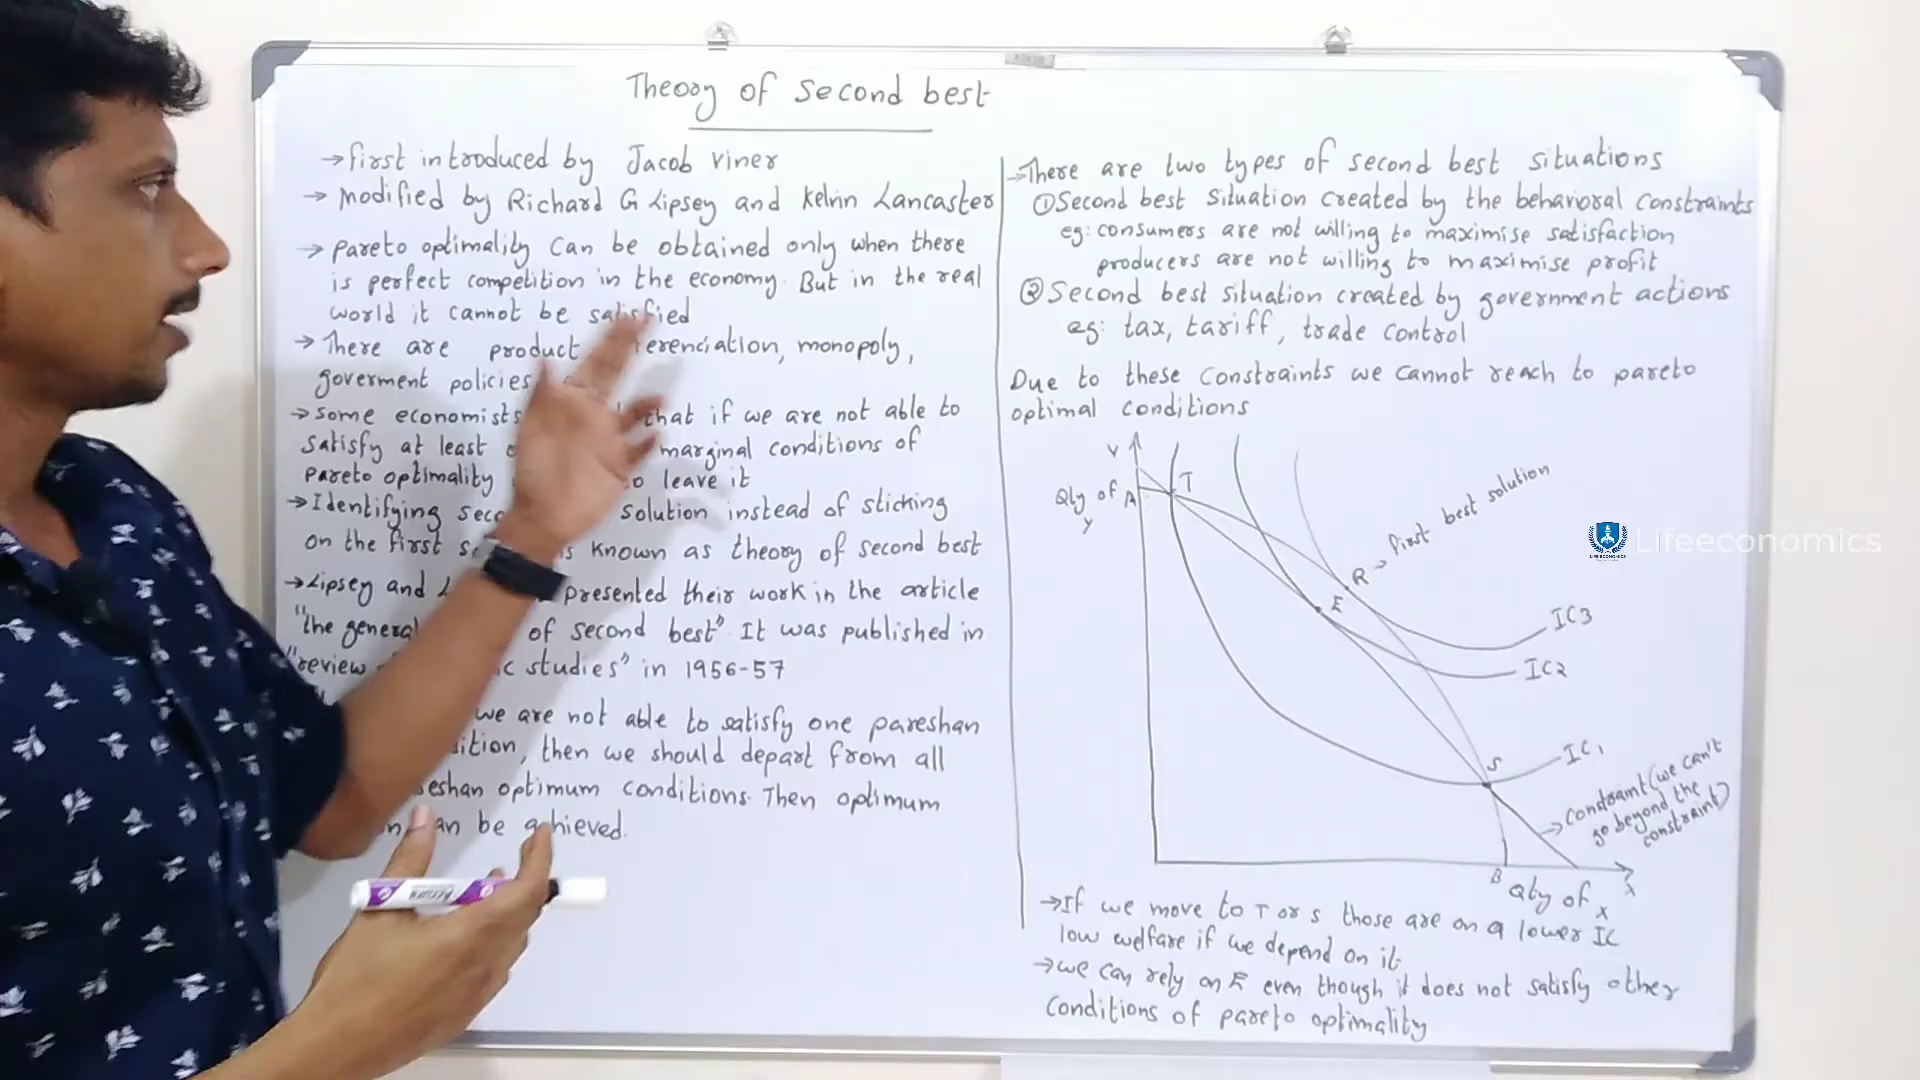 Theory of second best
→ first introduced by Jacob viner
→ modified by Richard G Lipsey and Kelvin Lancaster
→ pareto optimality can be obtained only when there
is perfect competition in the economy. But in the real
world it cannot be satisfied
→ There are product erenciation, monopoly,
goverment policies
→ some economists that if we are not able to
satisfy at least marginal conditions of
pareto optimality o leave it
→ Identifying seco solution instead of sticking
on the first s is known as theory of second best
→ Lipsey and L presented their work in the article
"the general of second best". It was published in
"review ic studies" in 1956-57
we are not able to satisfy one pareshan
ition, then we should depart from all
eshan optimum conditions. Then optimum
n can be achieved.
→ There are two types of second best situations
① Second best situation created by the behavioral constraints
eg: consumers are not willing to maximise satisfaction
producers are not willing to maximise profit
② Second best situation created by government actions
eg: tax, tariff, trade control
Due to these constraints we cannot reach to pareto
optimal conditions
Y
Qty of A
Y
T
R → first best solution
E
IC3
IC2
S
IC1
→ constraint (we can't
go beyond the
constraint)
B
Qty of X
X
→ If we move to T or S those are on a lower IC
low welfare if we depend on it
→ we can rely on E even though it does not satisfy other
conditions of pareto optimality
Lifeeconomics